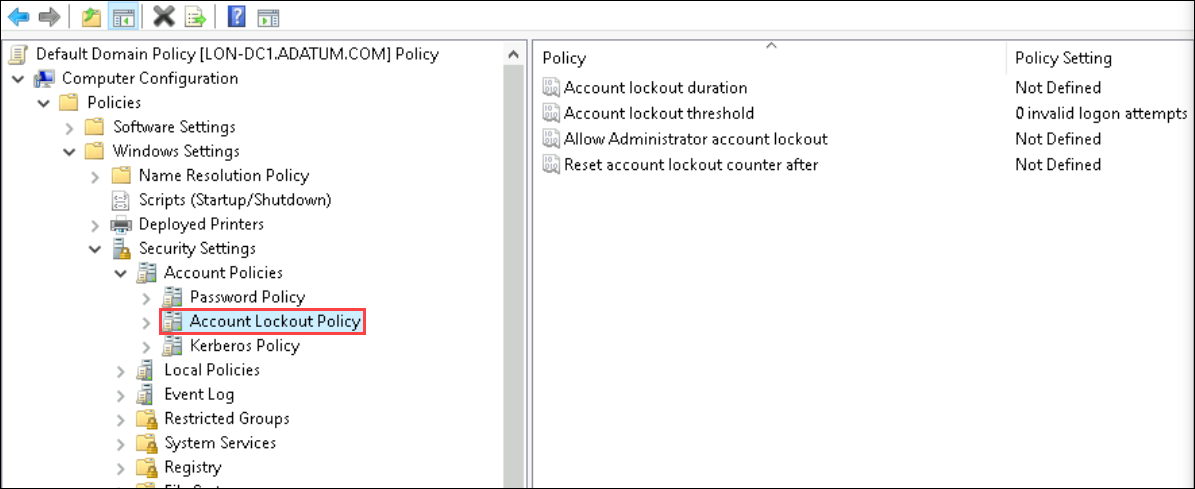 Default Domain Policy [LON-DC1.ADATUM.COM] Policy
Computer Configuration
Policies
Software Settings
Windows Settings
Name Resolution Policy
Scripts (Startup/Shutdown)
Deployed Printers
Security Settings
Account Policies
Password Policy
Account Lockout Policy
Kerberos Policy
Local Policies
Event Log
Restricted Groups
System Services
Registry
Policy Policy Setting
Account lockout duration Not Defined
Account lockout threshold 0 invalid logon attempts
Allow Administrator account lockout Not Defined
Reset account lockout counter after Not Defined